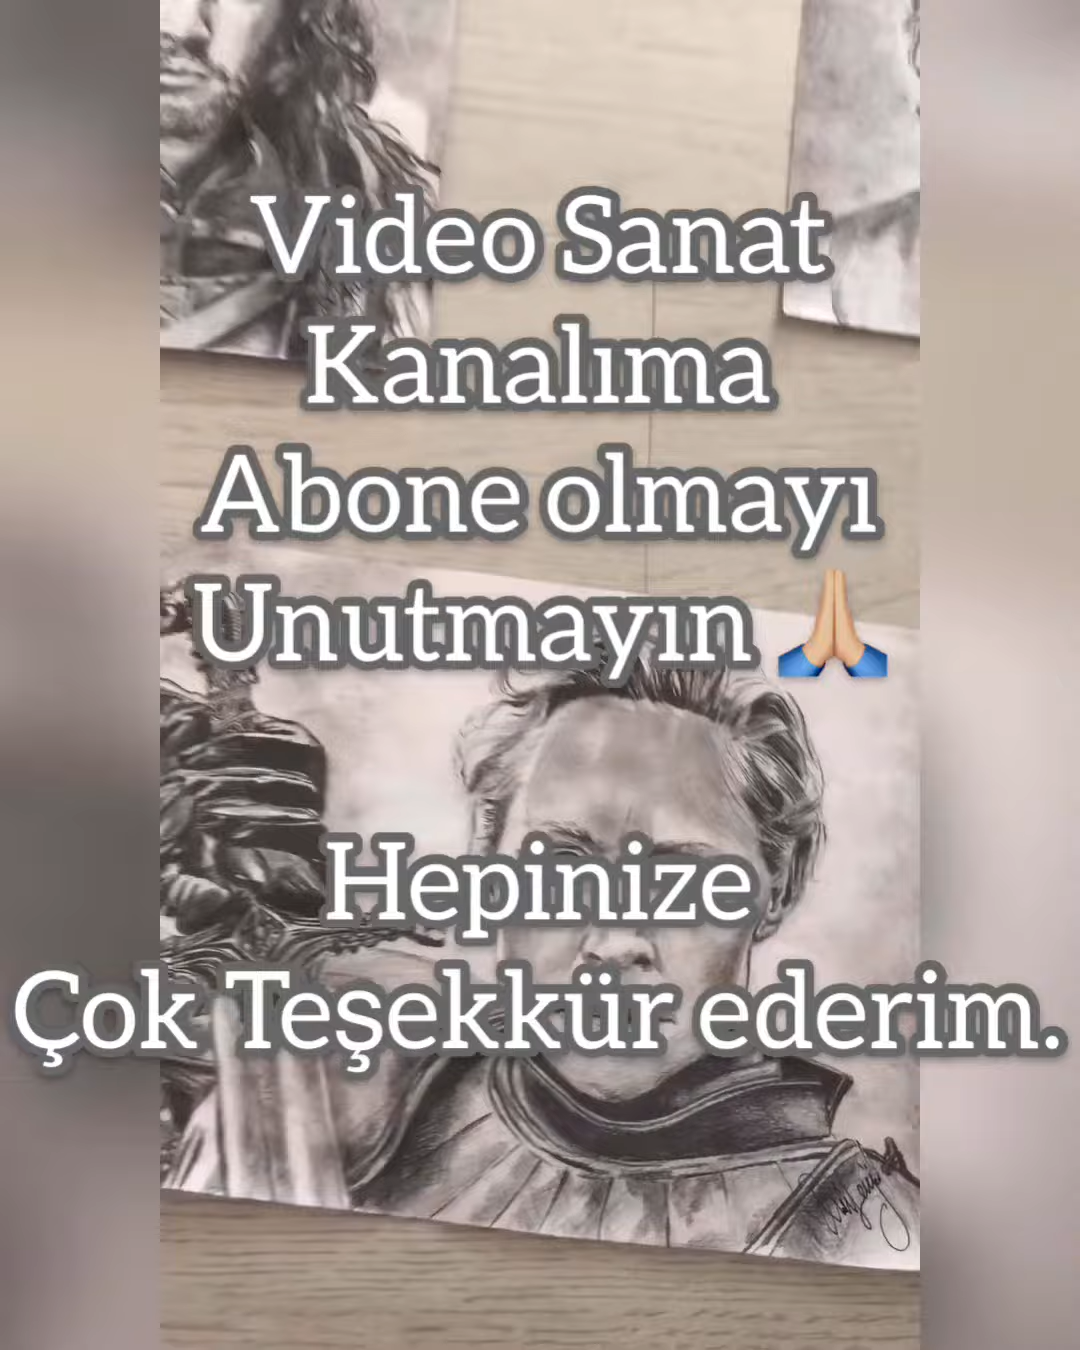 Video Sanat
Kanalıma
Abone olmayı
Unutmayın 🙏🏼
Hepinize
Çok Teşekkür ederim.